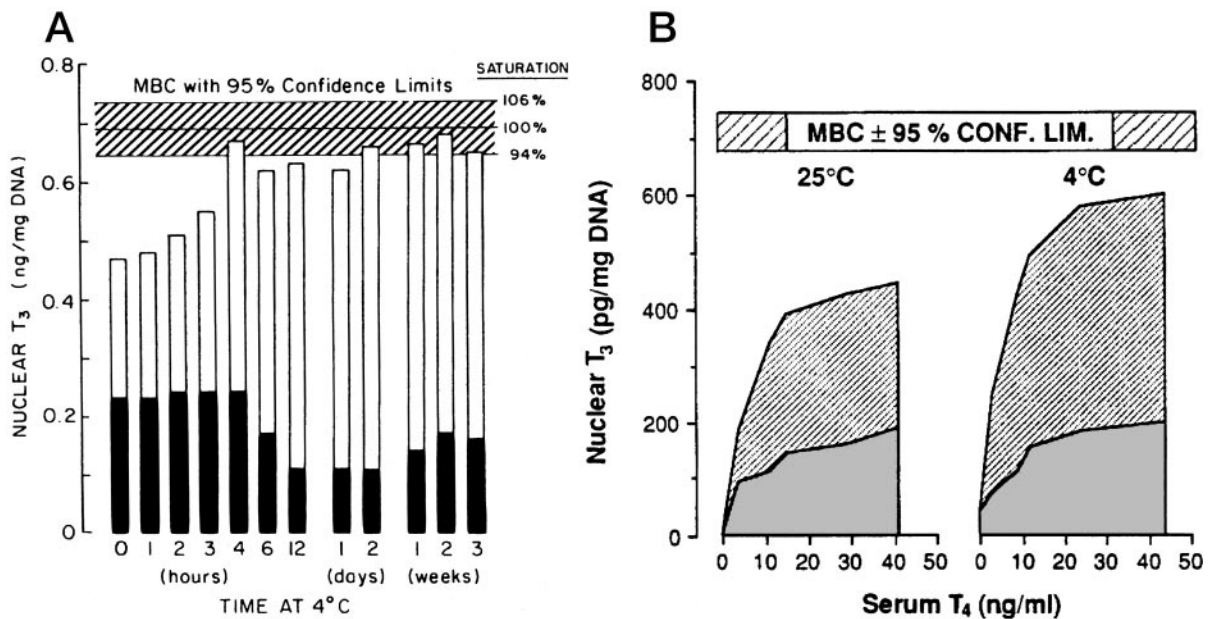 A
0.8
MBC with 95% Confidence Limits
SATURATION
106%
100%
94%
0.6
0.4
0.2
0
NUCLEAR T3 (ng/mg DNA)
0 1 2 3 4 6 12 1 2 1 2 3
(hours) (days) (weeks)
TIME AT 4°C
B
800
MBC ± 95 % CONF. LIM.
25°C 4°C
600
400
200
0
Nuclear T3 (pg/mg DNA)
0 10 20 30 40 50 0 10 20 30 40 50
Serum T4 (ng/ml)